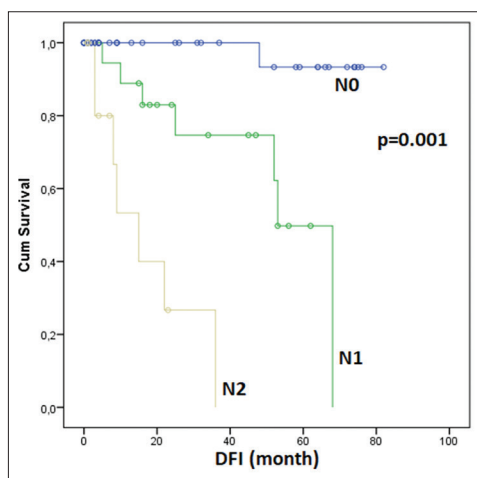 1,0
N0
0,8
p=0.001
0,6
Cum Survival
0,4
N1
0,2
N2
0,0
0 20 40 60 80 100
DFI (month)